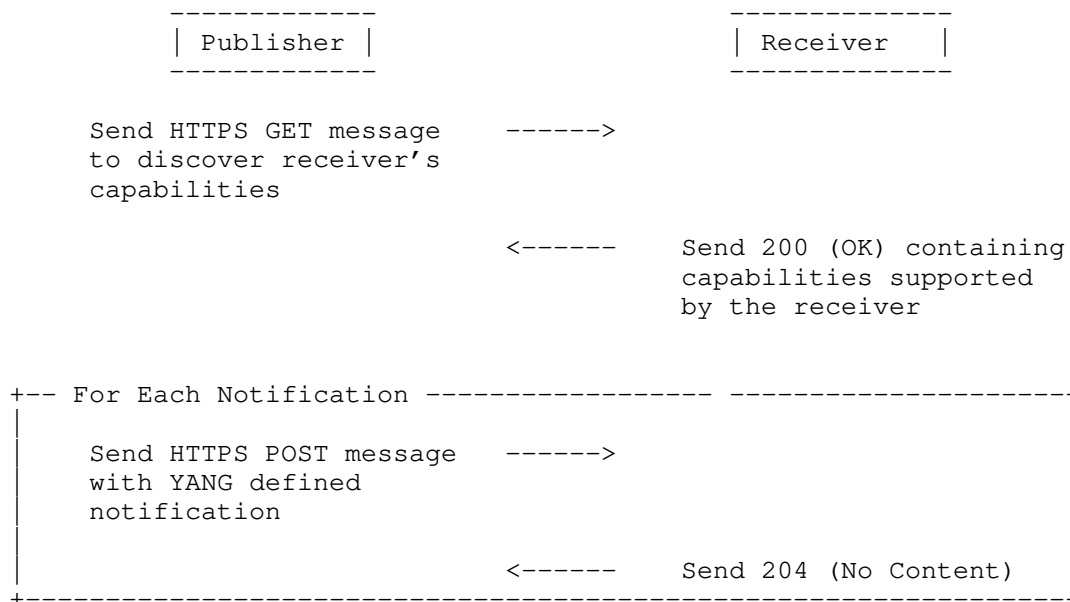 Publisher Receiver
Send HTTPS GET message ------>
to discover receiver's
capabilities
<------ Send 200 (OK) containing
capabilities supported
by the receiver
+-- For Each Notification ------------------ ----------------------
Send HTTPS POST message ------>
with YANG defined
notification
<------ Send 204 (No Content)